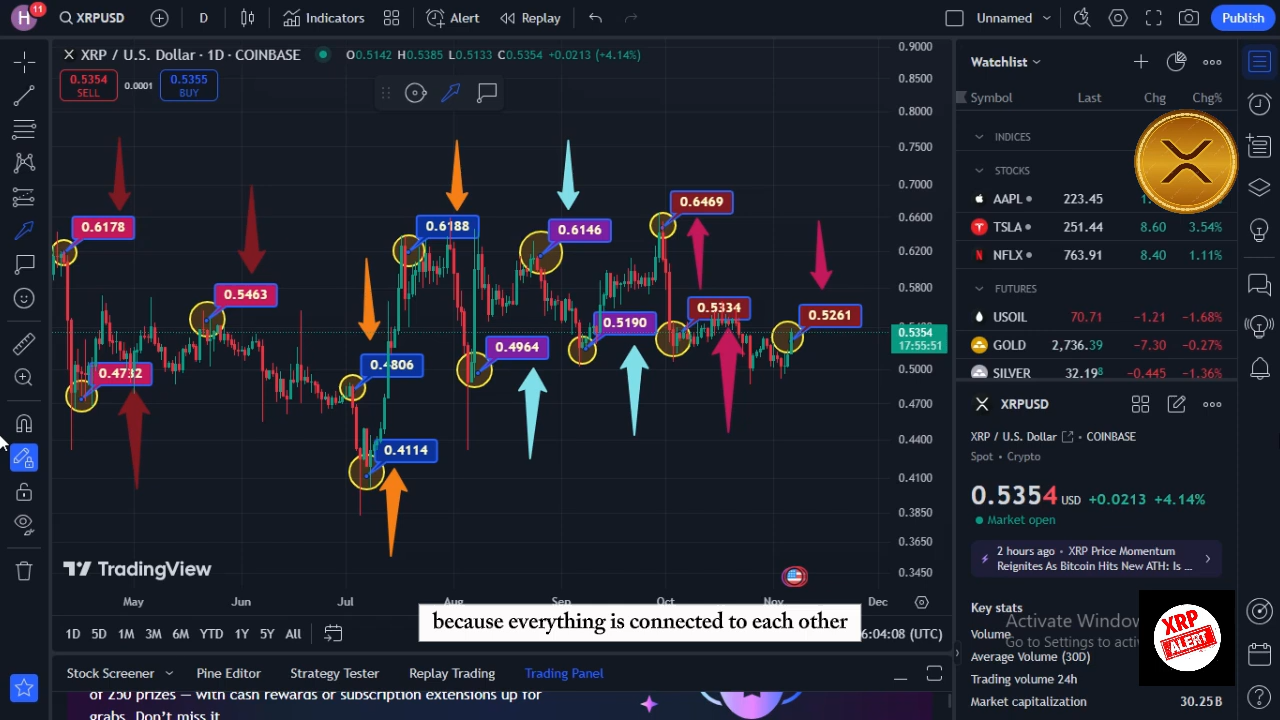 H 11 XRPUSD D Indicators Alert Replay Unnamed Publish
XRP / U.S. Dollar · 1D · COINBASE O0.5142 H0.5385 L0.5133 C0.5354 +0.0213 (+4.14%)
0.5354 SELL 0.0001 0.5355 BUY
0.6178
0.5463
0.4732
0.6188
0.4806
0.4114
0.6146
0.4964
0.5190
0.6469
0.5334
0.5261
0.9000
0.8500
0.8000
0.7500
0.7000
0.6600
0.6200
0.5800
0.5354
17:55:51
0.5000
0.4700
0.4400
0.4100
0.3850
0.3650
0.3450
TradingView
May Jun Jul Aug Sep Oct Nov Dec
because everything is connected to each other
1D 5D 1M 3M 6M YTD 1Y 5Y All 6:04:08 (UTC)
Stock Screener Pine Editor Strategy Tester Replay Trading Trading Panel
of 250 prizes — with cash rewards or subscription extensions up for
grabs. Don't miss it
Watchlist
Symbol Last Chg Chg%
INDICES
STOCKS
AAPL 223.45
TSLA 251.44 8.60 3.54%
NFLX 763.91 8.40 1.11%
FUTURES
USOIL 70.71 −1.21 −1.68%
GOLD 2,736.39 −7.30 −0.27%
SILVER 32.198 −0.445 −1.36%
XRPUSD
XRP / U.S. Dollar · COINBASE
Spot · Crypto
0.5354 USD +0.0213 +4.14%
Market open
2 hours ago · XRP Price Momentum
Reignites As Bitcoin Hits New ATH: Is ...
Key stats
Activate Window
Volume
Go to Settings to acti
Average Volume (30D)
Trading volume 24h
Market capitalization 30.25B
XRP
ALERT